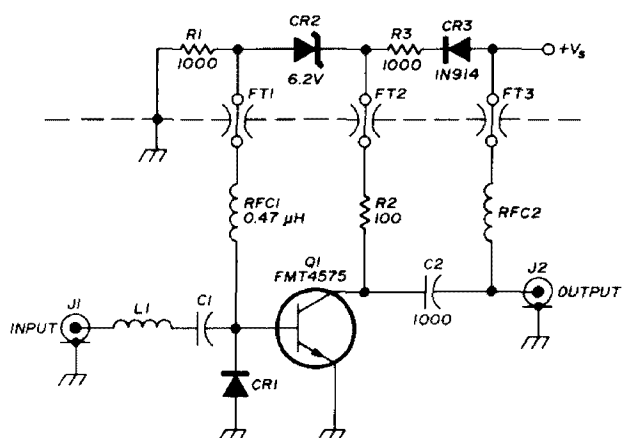 CR2
R1
1000
6.2V
R3
1000
CR3
1N914
+Vs
FT1
FT2
FT3
RFC1
0.47 µH
R2
100
RFC2
Q1
FMT4575
J1
INPUT
L1
C1
C2
1000
J2
OUTPUT
CR1